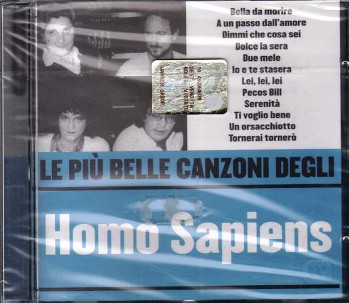 Bella da morire
A un passo dall'amore
Dimmi che cosa sei
Dolce la sera
Due mele
Io e te stasera
Lei, lei, lei
Pecos Bill
Serenità
Ti voglio bene
Un orsacchiotto
Tornerai tornerò
LE PIÙ BELLE CANZONI DEGLI
Homo Sapiens